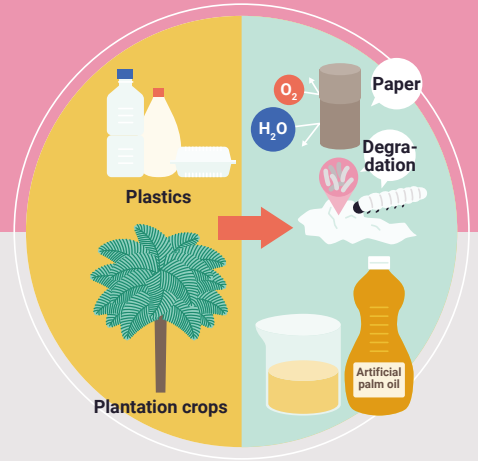 Plastics
Plantation crops
O2
H2O
Paper
Degra-
dation
Artificial
palm oil